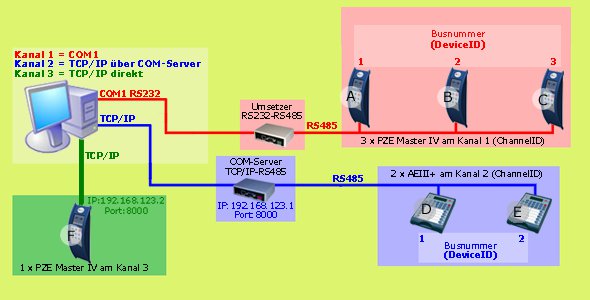 Kanal 1 = COM1
Kanal 2 = TCP/IP über COM-Server
Kanal 3 = TCP/IP direkt
COM1 RS232
TCP/IP
TCP/IP
Umsetzer
RS232-RS485
RS485
Busnummer
(DeviceID)
1
2
3
A
B
C
3 x PZE Master IV am Kanal 1 (ChannelID)
COM-Server
TCP/IP-RS485
IP: 192.168.123.1
Port: 8000
RS485
2 x AEIII+ am Kanal 2 (ChannelID)
D
E
1
2
Busnummer
(DeviceID)
IP:192.168.123.2
Port:8000
F
1 x PZE Master IV am Kanal 3